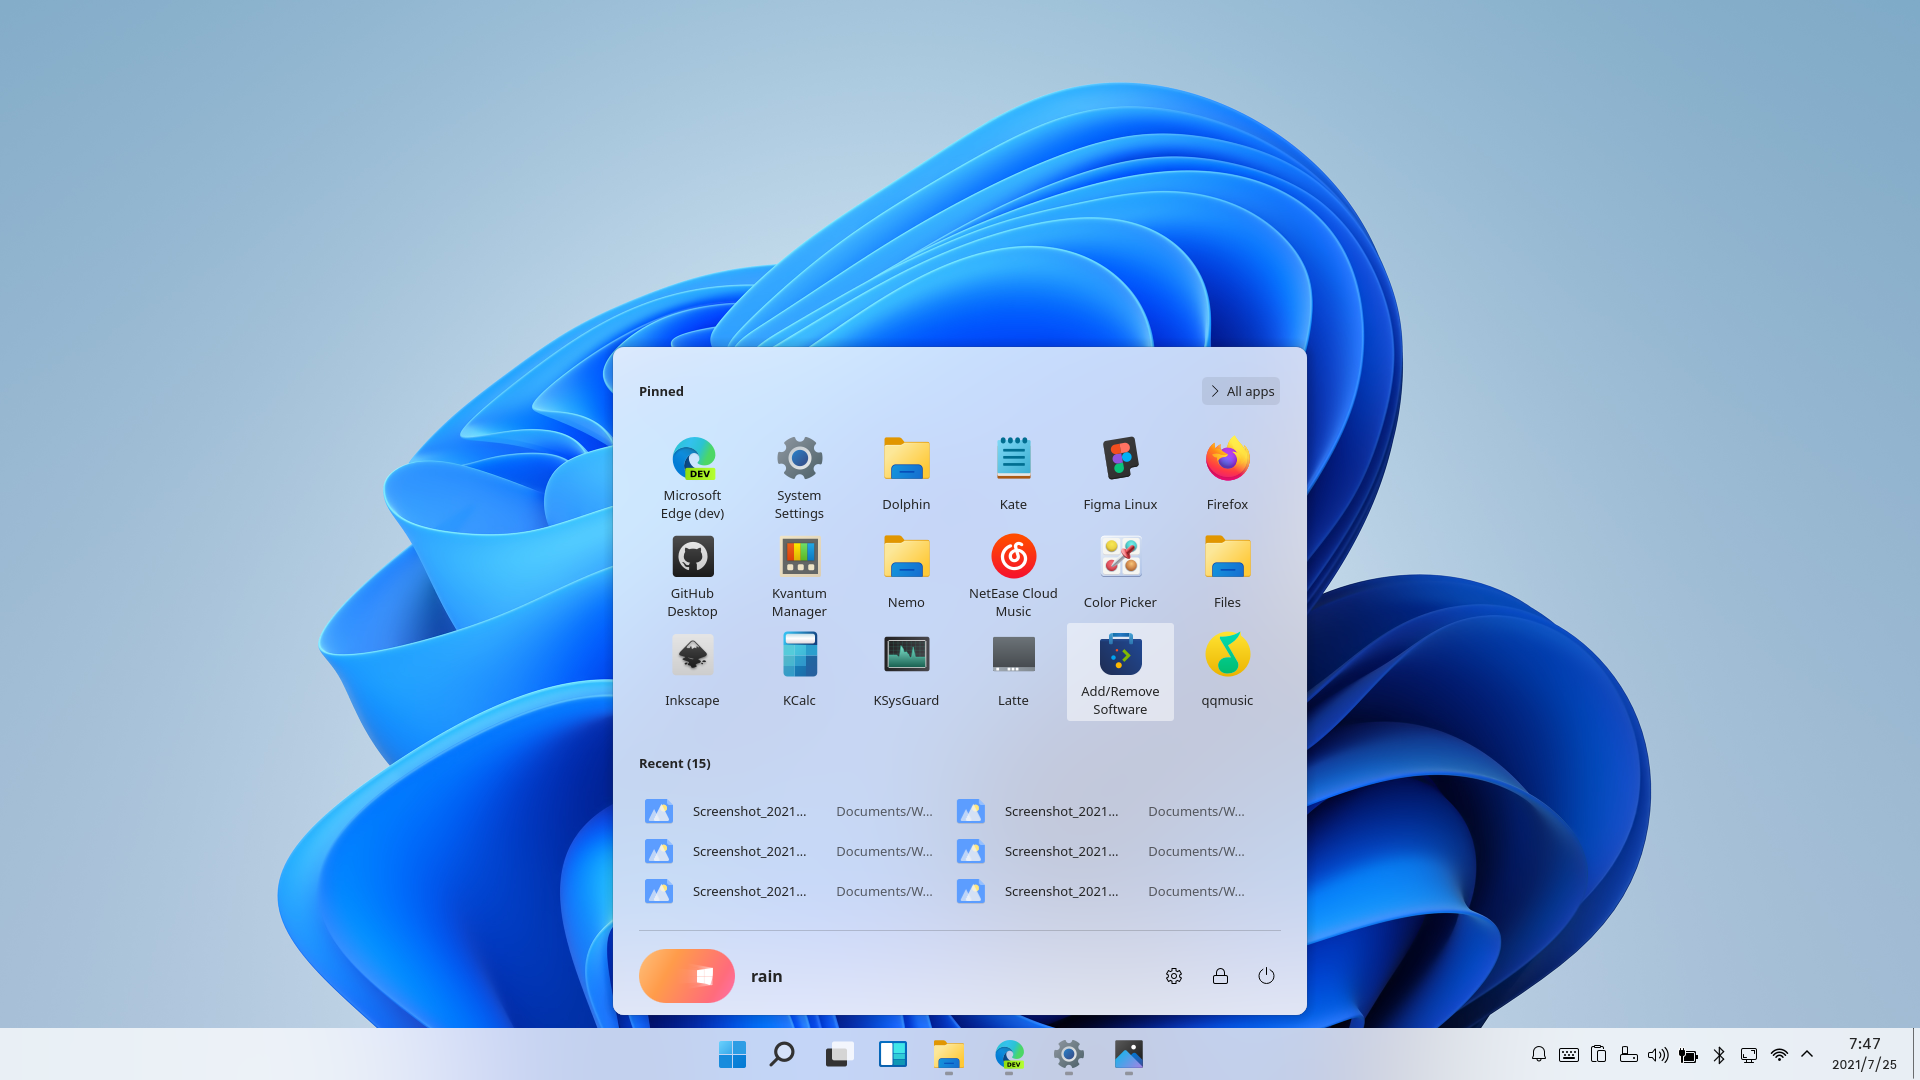 Pinned
All apps
DEV
Microsoft
Edge (dev)
System
Settings
Dolphin
Kate
Figma Linux
Firefox
GitHub
Desktop
Kvantum
Manager
Nemo
NetEase Cloud
Music
Color Picker
Files
Inkscape
KCalc
KSysGuard
Latte
Add/Remove
Software
qqmusic
Recent (15)
Screenshot_2021... Documents/W... Screenshot_2021... Documents/W...
Screenshot_2021... Documents/W... Screenshot_2021... Documents/W...
Screenshot_2021... Documents/W... Screenshot_2021... Documents/W...
rain
DEV
7:47
2021/7/25